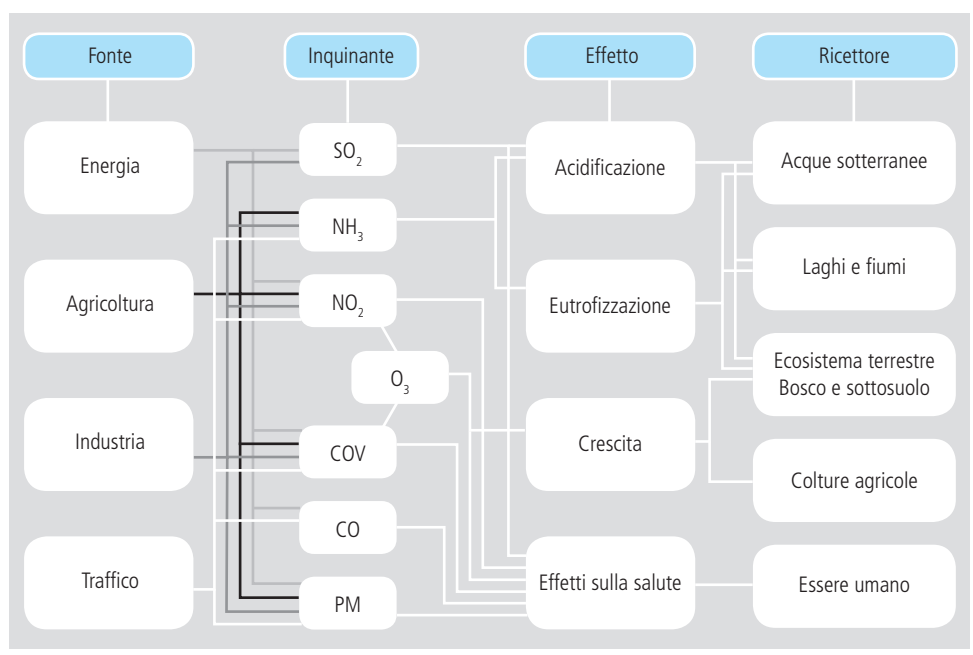 Fonte
Inquinante
Effetto
Ricettore
Energia
Agricoltura
Industria
Traffico
SO₂
NH₃
NO₂
O₃
COV
CO
PM
Acidificazione
Eutrofizzazione
Crescita
Effetti sulla salute
Acque sotterranee
Laghi e fiumi
Ecosistema terrestre
Bosco e sottosuolo
Colture agricole
Essere umano